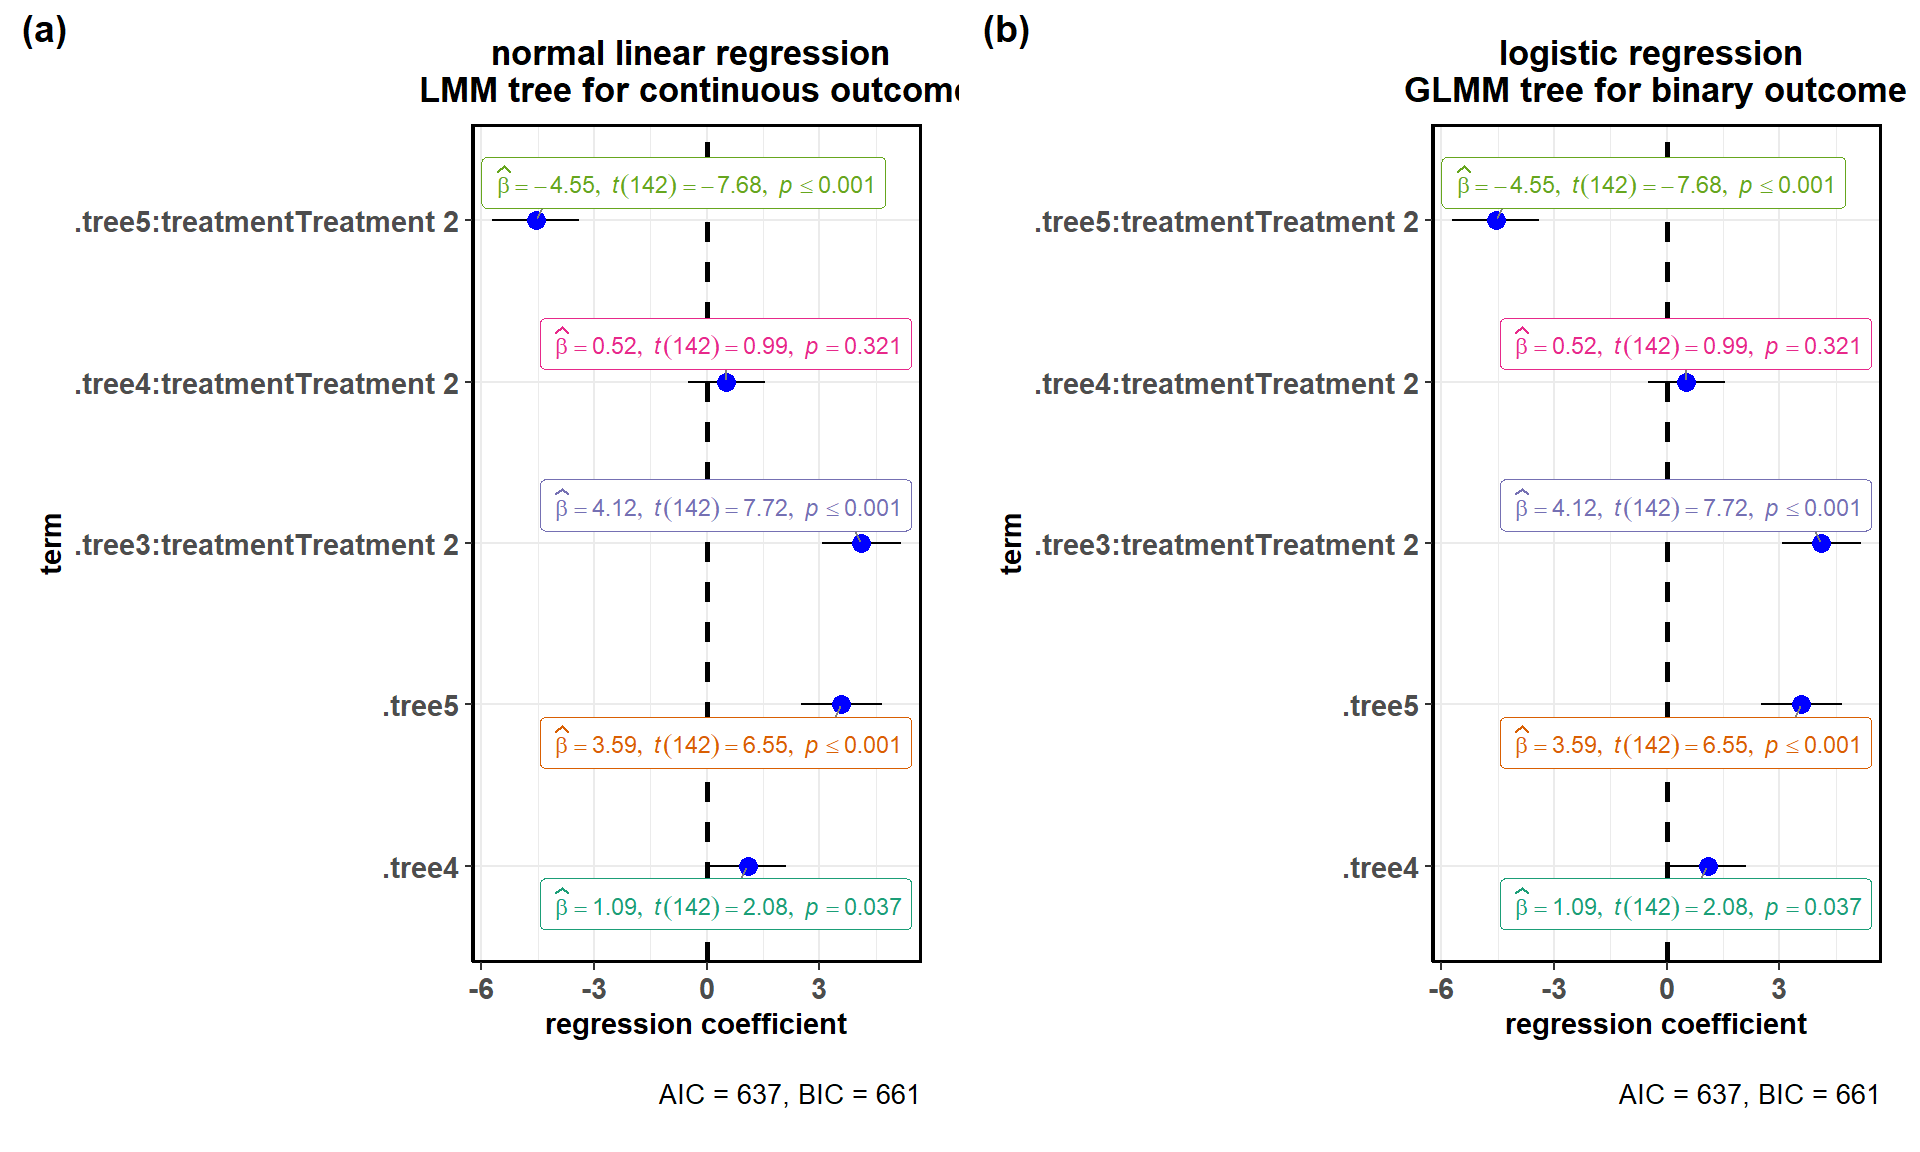 (a)
normal linear regression
LMM tree for continuous outcome
β̂ = −4.55, t(142) = −7.68, p ≤ 0.001
.tree5:treatmentTreatment 2
β̂ = 0.52, t(142) = 0.99, p = 0.321
.tree4:treatmentTreatment 2
β̂ = 4.12, t(142) = 7.72, p ≤ 0.001
.tree3:treatmentTreatment 2
term
.tree5
β̂ = 3.59, t(142) = 6.55, p ≤ 0.001
.tree4
β̂ = 1.09, t(142) = 2.08, p = 0.037
-6 -3 0 3
regression coefficient
AIC = 637, BIC = 661
(b)
logistic regression
GLMM tree for binary outcome
β̂ = −4.55, t(142) = −7.68, p ≤ 0.001
.tree5:treatmentTreatment 2
β̂ = 0.52, t(142) = 0.99, p = 0.321
.tree4:treatmentTreatment 2
β̂ = 4.12, t(142) = 7.72, p ≤ 0.001
.tree3:treatmentTreatment 2
term
.tree5
β̂ = 3.59, t(142) = 6.55, p ≤ 0.001
.tree4
β̂ = 1.09, t(142) = 2.08, p = 0.037
-6 -3 0 3
regression coefficient
AIC = 637, BIC = 661